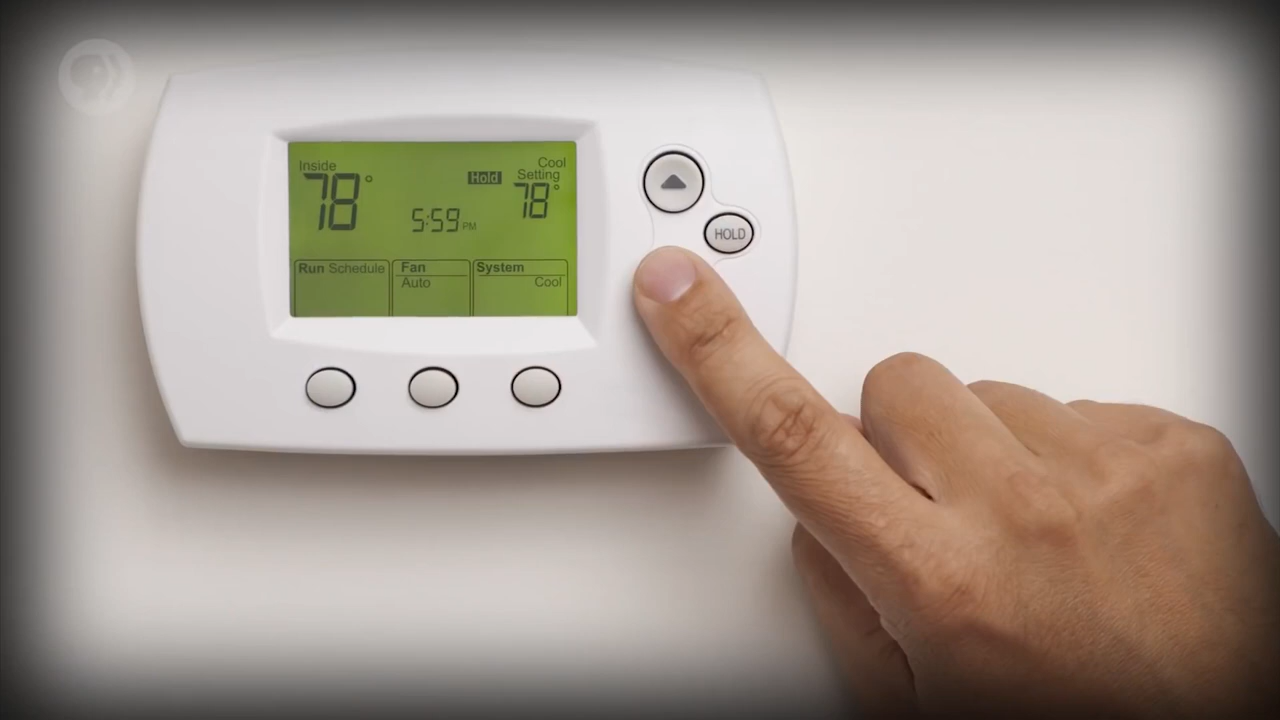 Inside
Cool
Setting
Hold
78°
78°
5:59 PM
Run Schedule
Fan
Auto
System
Cool
HOLD